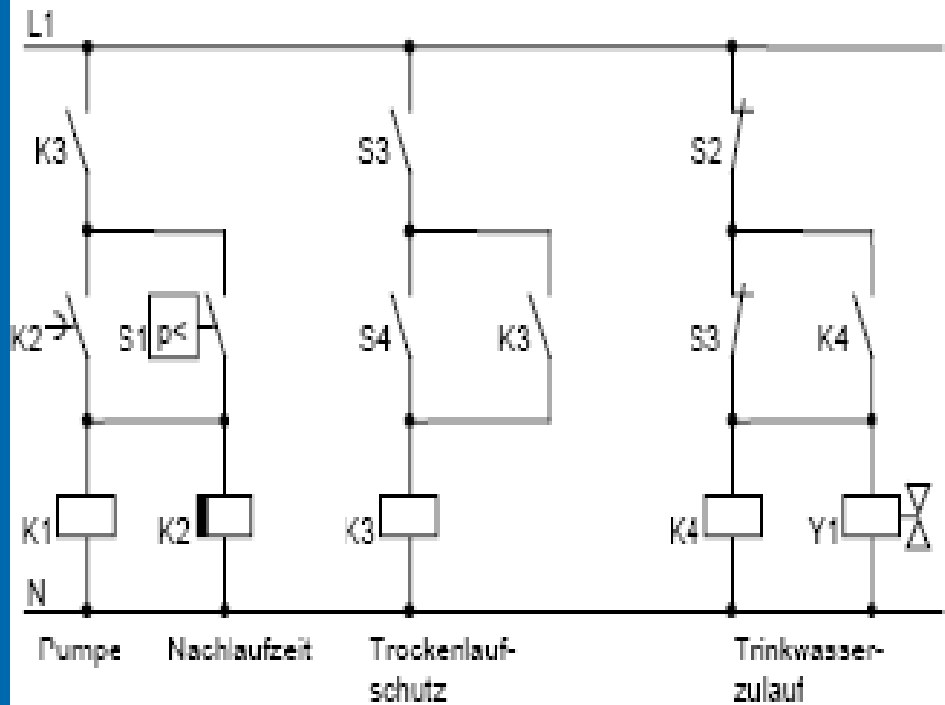 L1
K3 S3 S2
K2 S1 p< S4 K3 S3 K4
K1 K2 K3 K4 Y1
N
Pumpe Nachlaufzeit Trockenlauf- Trinkwasser-
schutz zulauf